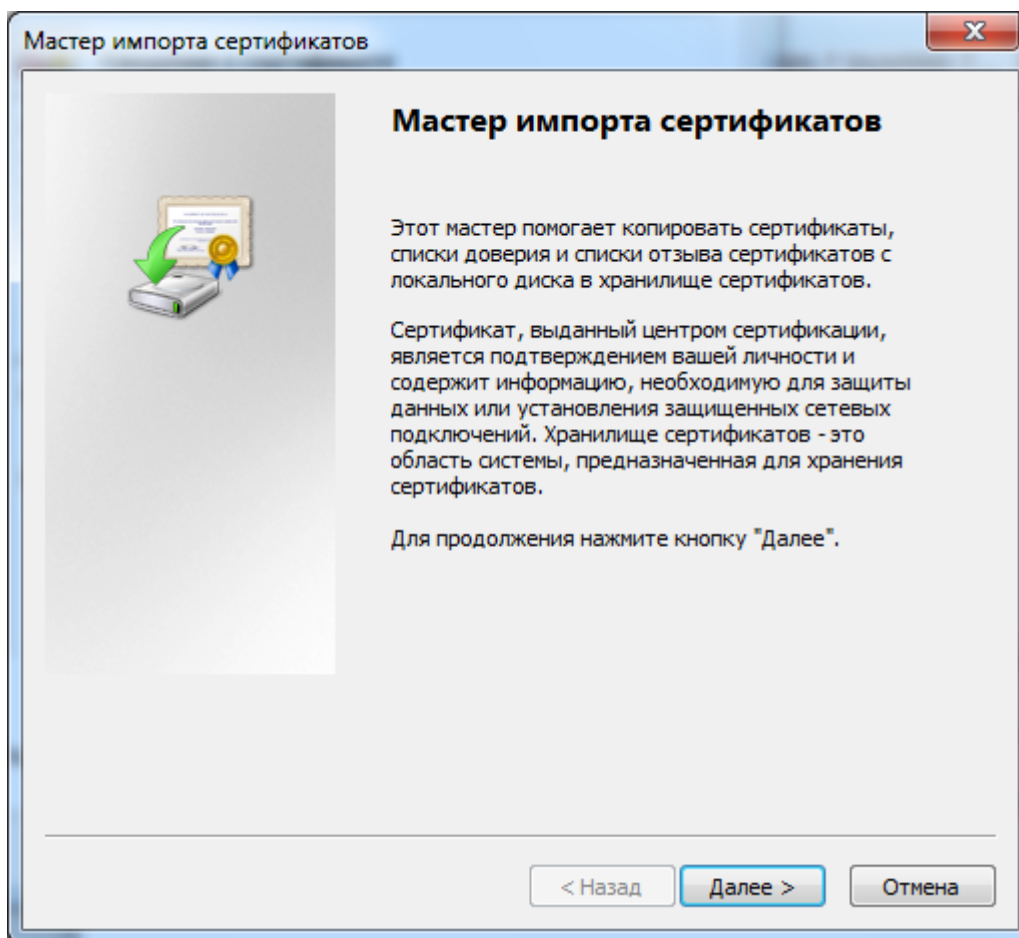 Мастер импорта сертификатов
Мастер импорта сертификатов
Этот мастер помогает копировать сертификаты,
списки доверия и списки отзыва сертификатов с
локального диска в хранилище сертификатов.
Сертификат, выданный центром сертификации,
является подтверждением вашей личности и
содержит информацию, необходимую для защиты
данных или установления защищенных сетевых
подключений. Хранилище сертификатов - это
область системы, предназначенная для хранения
сертификатов.
Для продолжения нажмите кнопку "Далее".
< Назад
Далее >
Отмена